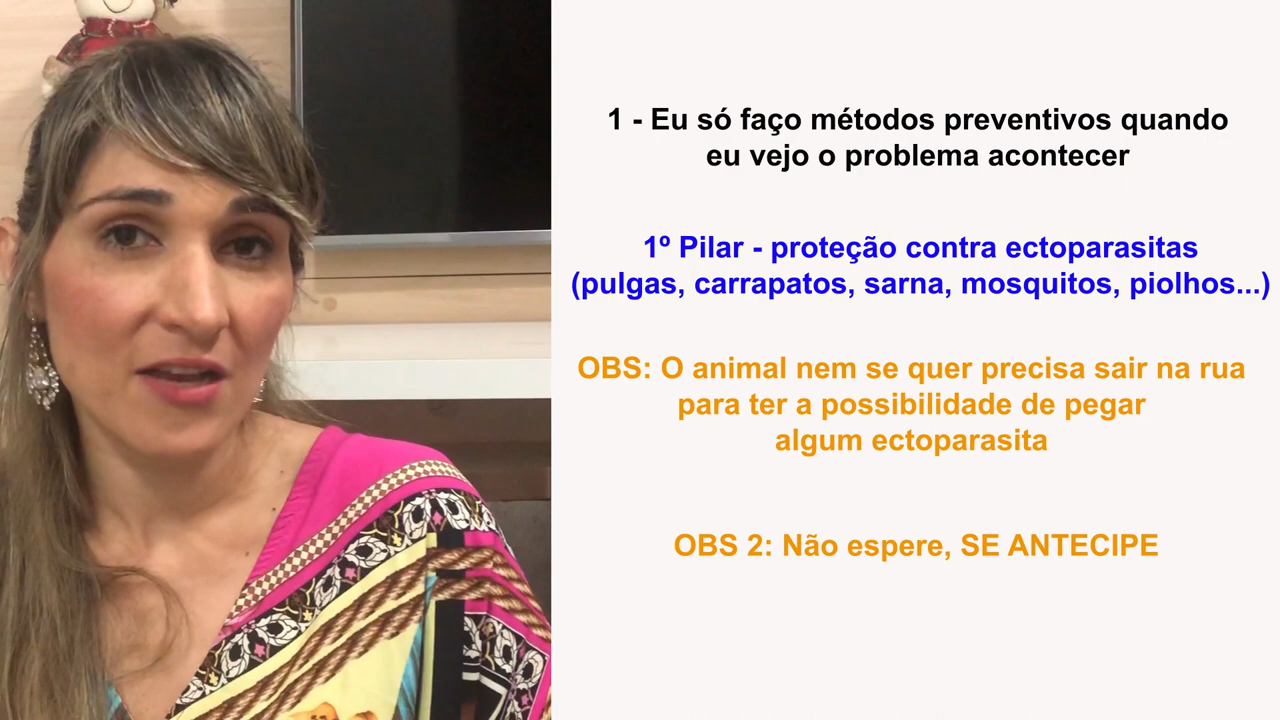 1 - Eu só faço métodos preventivos quando
eu vejo o problema acontecer
1º Pilar - proteção contra ectoparasitas
(pulgas, carrapatos, sarna, mosquitos, piolhos...)
OBS: O animal nem se quer precisa sair na rua
para ter a possibilidade de pegar
algum ectoparasita
OBS 2: Não espere, SE ANTECIPE